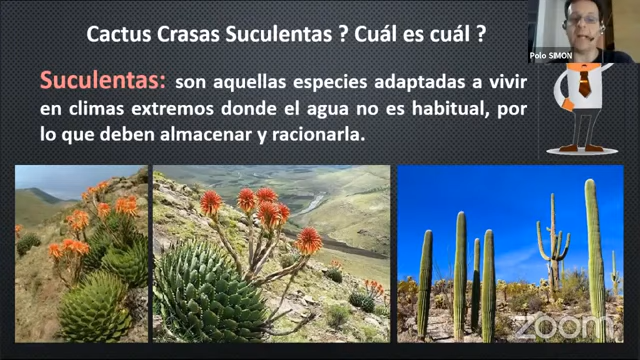 Cactus Crasas Suculentas ? Cuál es cuál ?
Polo SIMON
Suculentas: son aquellas especies adaptadas a vivir
en climas extremos donde el agua no es habitual, por
lo que deben almacenar y racionarla.
zoom